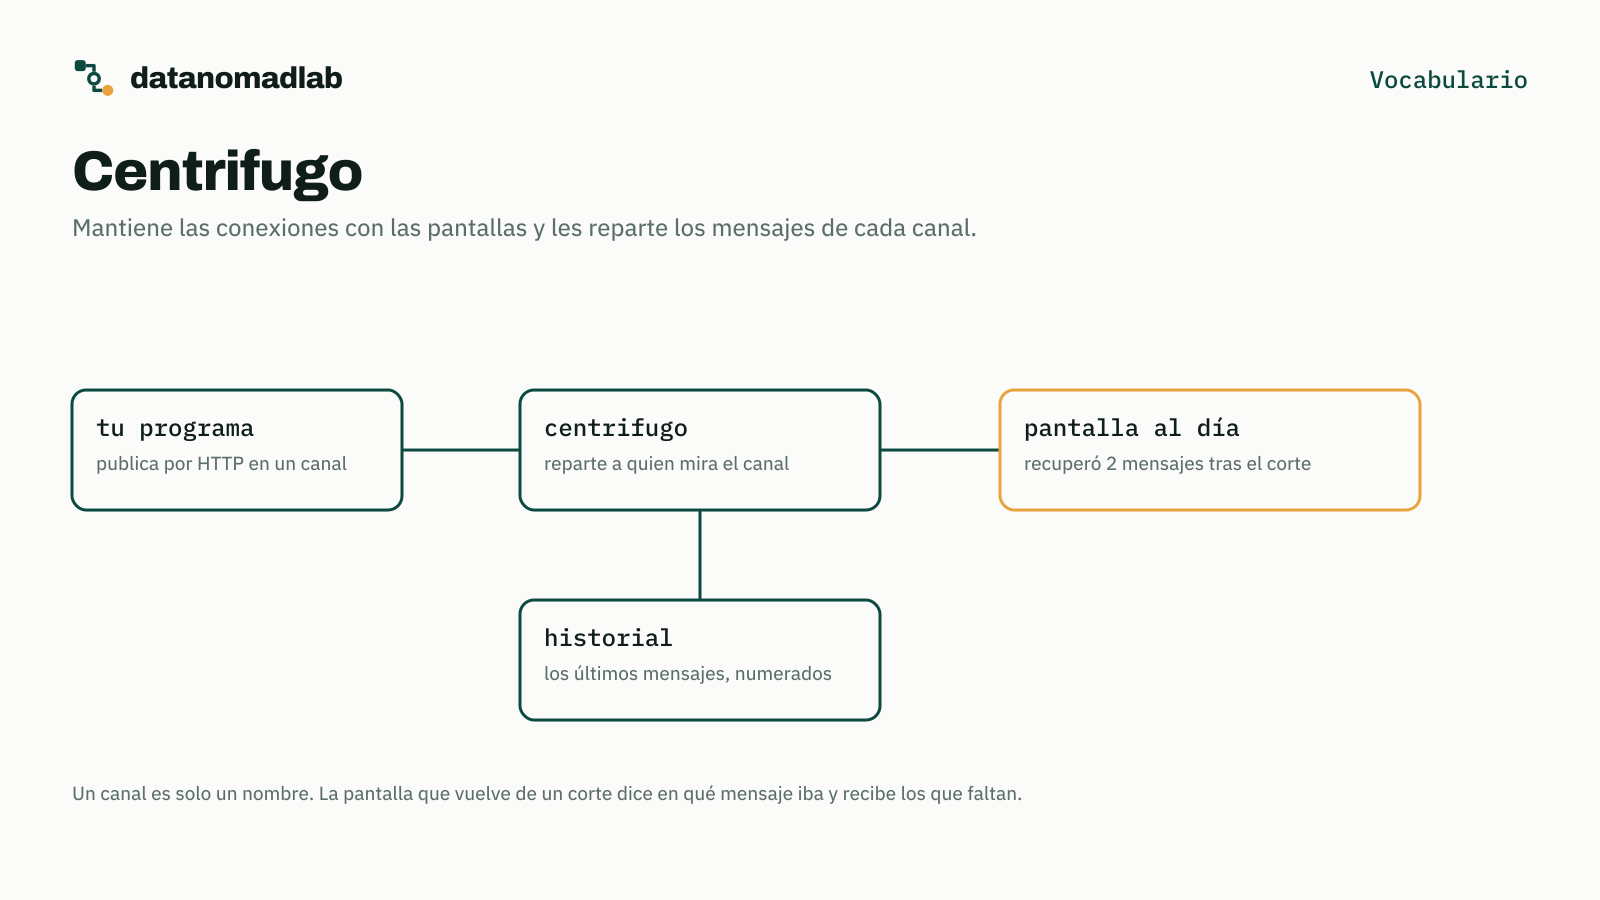 datanomadlab
Vocabulario
Centrifugo
Mantiene las conexiones con las pantallas y les reparte los mensajes de cada canal.
tu programa
publica por HTTP en un canal
centrifugo
reparte a quien mira el canal
pantalla al día
recuperó 2 mensajes tras el corte
historial
los últimos mensajes, numerados
Un canal es solo un nombre. La pantalla que vuelve de un corte dice en qué mensaje iba y recibe los que faltan.